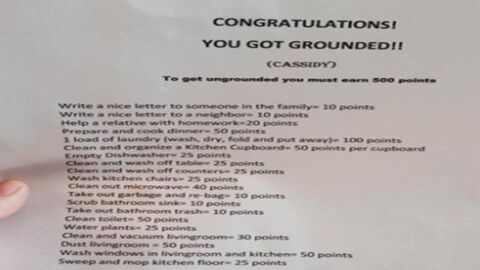 CONGRATULATIONS!
YOU GOT GROUNDED!!
(CASSIDY)
To get ungrounded you must earn 500 points
Write a nice letter to someone in the family= 10 points
Write a nice letter to a neighbor= 10 points
Help a relative with homework=20 points
Prepare and cook dinner= 50 points
1 load of laundry (wash, dry, fold and put away)= 100 points
Clean and organize a Kitchen Cupboard= 50 points per cupboard
Empty Dishwasher= 25 points
Clean and wash off table= 25 points
Clean and wash off counters= 25 points
Wash kitchen chairs= 25 points
Clean out microwave= 40 points
Take out garbage and re-bag= 10 points
Scrub bathroom sink= 10 points
Take out bathroom trash= 10 points
Clean toilet= 50 points
Water plants= 25 points
Clean and vacuum livingroom= 30 points
Dust livingroom= 50 points
Wash windows in livingroom and kitchen= 50 points
Sweep and mop kitchen floor= 25 points